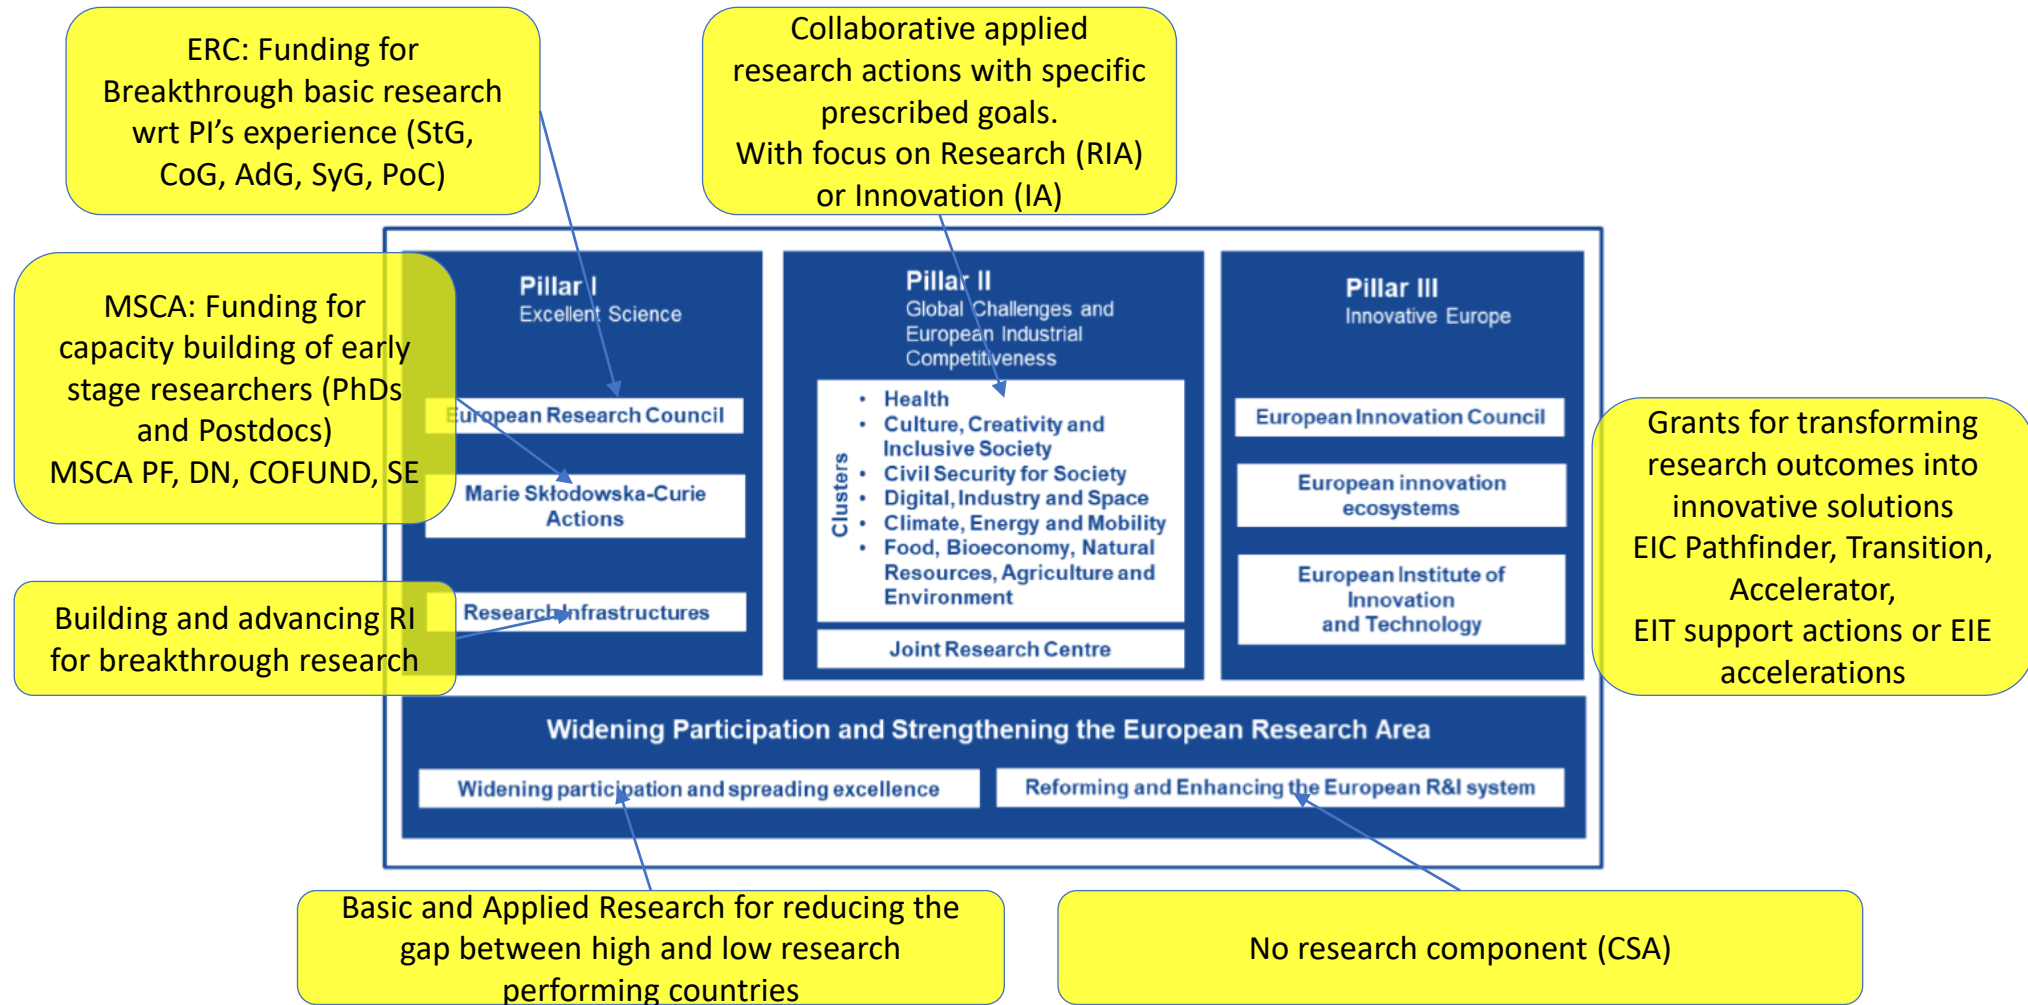 ERC: Funding for
Breakthrough basic research
wrt PI's experience (StG,
CoG, AdG, SyG, PoC)
Collaborative applied
research actions with specific
prescribed goals.
With focus on Research (RIA)
or Innovation (IA)
MSCA: Funding for
capacity building of early
stage researchers (PhDs
and Postdocs)
MSCA PF, DN, COFUND, SE
Building and advancing RI
for breakthrough research
Pillar I
Excellent Science
European Research Council
Marie Skłodowska-Curie
Actions
Research Infrastructures
Pillar II
Global Challenges and
European Industrial
Competitiveness
Clusters
• Health
• Culture, Creativity and
Inclusive Society
• Civil Security for Society
• Digital, Industry and Space
• Climate, Energy and Mobility
• Food, Bioeconomy, Natural
Resources, Agriculture and
Environment
Joint Research Centre
Pillar III
Innovative Europe
European Innovation Council
European innovation
ecosystems
European Institute of
Innovation
and Technology
Grants for transforming
research outcomes into
innovative solutions
EIC Pathfinder, Transition,
Accelerator,
EIT support actions or EIE
accelerations
Widening Participation and Strengthening the European Research Area
Widening participation and spreading excellence
Reforming and Enhancing the European R&I system
Basic and Applied Research for reducing the
gap between high and low research
performing countries
No research component (CSA)